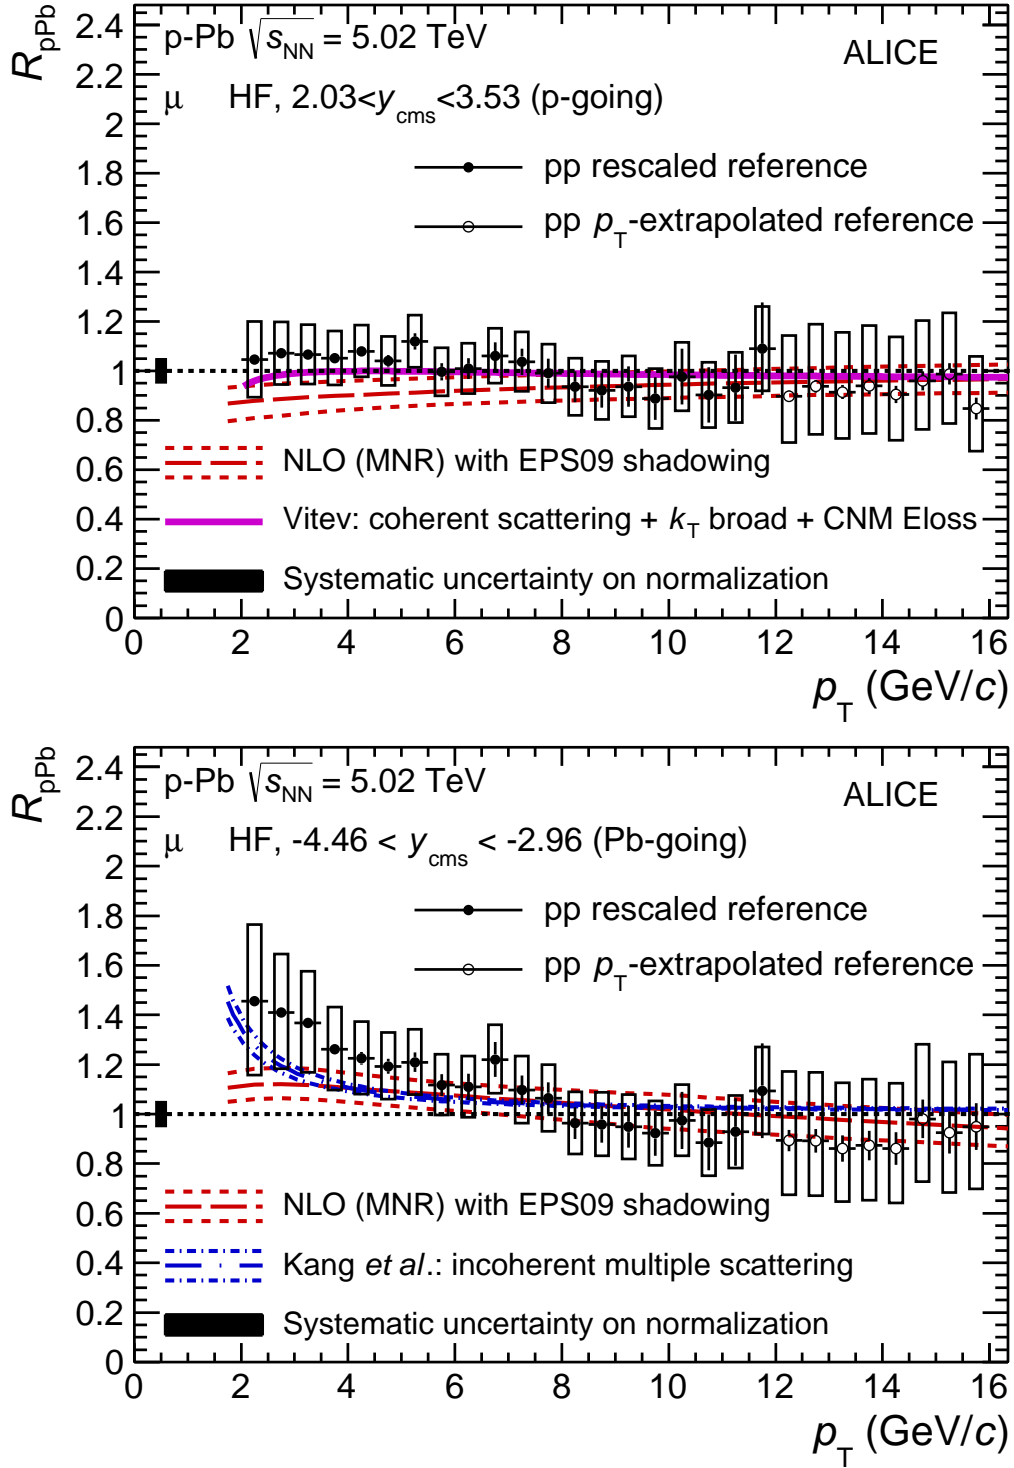 R_pPb
p-Pb √s_NN = 5.02 TeV
ALICE
μ HF, 2.03<y_cms<3.53 (p-going)
pp rescaled reference
pp p_T-extrapolated reference
NLO (MNR) with EPS09 shadowing
Vitev: coherent scattering + k_T broad + CNM Eloss
Systematic uncertainty on normalization
2.4
2.2
2
1.8
1.6
1.4
1.2
1
0.8
0.6
0.4
0.2
0
0 2 4 6 8 10 12 14 16
p_T (GeV/c)
R_pPb
p-Pb √s_NN = 5.02 TeV
ALICE
μ HF, -4.46 < y_cms < -2.96 (Pb-going)
pp rescaled reference
pp p_T-extrapolated reference
NLO (MNR) with EPS09 shadowing
Kang et al.: incoherent multiple scattering
Systematic uncertainty on normalization
2.4
2.2
2
1.8
1.6
1.4
1.2
1
0.8
0.6
0.4
0.2
0
0 2 4 6 8 10 12 14 16
p_T (GeV/c)